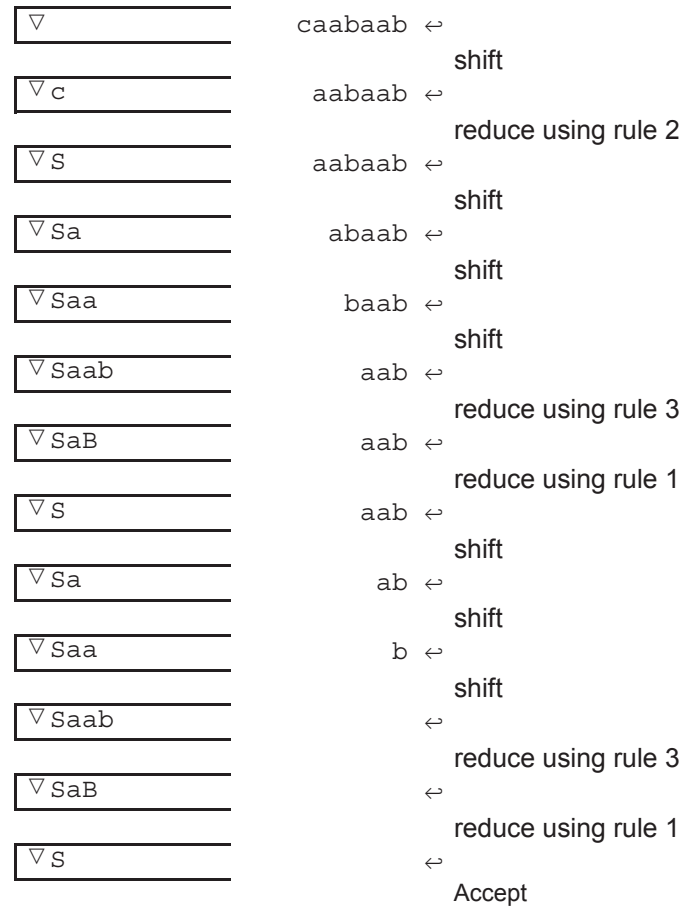 ▽ caabaab ↩
shift
▽ c aabaab ↩
reduce using rule 2
▽ S aabaab ↩
shift
▽ Sa abaab ↩
shift
▽ Saa baab ↩
shift
▽ Saab aab ↩
reduce using rule 3
▽ SaB aab ↩
reduce using rule 1
▽ S aab ↩
shift
▽ Sa ab ↩
shift
▽ Saa b ↩
shift
▽ Saab ↩
reduce using rule 3
▽ SaB ↩
reduce using rule 1
▽ S ↩
Accept